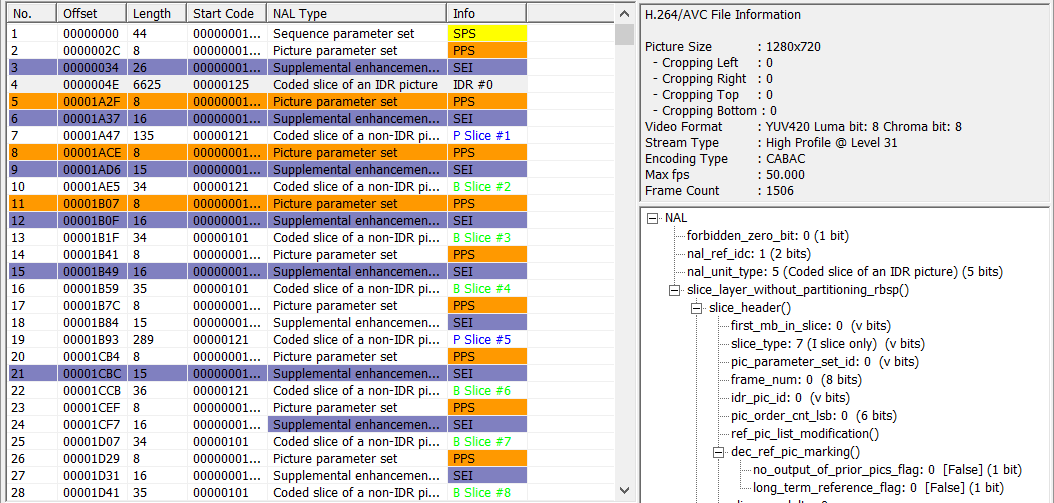 No. Offset Length Start Code NAL Type Info
1 00000000 44 00000001... Sequence parameter set SPS
2 0000002C 8 00000001... Picture parameter set PPS
3 00000034 26 00000001... Supplemental enhancemen... SEI
4 0000004E 6625 00000125 Coded slice of an IDR picture IDR #0
5 00001A2F 8 00000001... Picture parameter set PPS
6 00001A37 16 00000001... Supplemental enhancemen... SEI
7 00001A47 135 00000121 Coded slice of a non-IDR pi... P Slice #1
8 00001ACE 8 00000001... Picture parameter set PPS
9 00001AD6 15 00000001... Supplemental enhancemen... SEI
10 00001AE5 34 00000121 Coded slice of a non-IDR pi... B Slice #2
11 00001B07 8 00000001... Picture parameter set PPS
12 00001B0F 16 00000001... Supplemental enhancemen... SEI
13 00001B1F 34 00000101 Coded slice of a non-IDR pi... B Slice #3
14 00001B41 8 00000001... Picture parameter set PPS
15 00001B49 16 00000001... Supplemental enhancemen... SEI
16 00001B59 35 00000101 Coded slice of a non-IDR pi... B Slice #4
17 00001B7C 8 00000001... Picture parameter set PPS
18 00001B84 15 00000001... Supplemental enhancemen... SEI
19 00001B93 289 00000121 Coded slice of a non-IDR pi... P Slice #5
20 00001CB4 8 00000001... Picture parameter set PPS
21 00001CBC 15 00000001... Supplemental enhancemen... SEI
22 00001CCB 36 00000121 Coded slice of a non-IDR pi... B Slice #6
23 00001CEF 8 00000001... Picture parameter set PPS
24 00001CF7 16 00000001... Supplemental enhancemen... SEI
25 00001D07 34 00000101 Coded slice of a non-IDR pi... B Slice #7
26 00001D29 8 00000001... Picture parameter set PPS
27 00001D31 16 00000001... Supplemental enhancemen... SEI
28 00001D41 35 00000101 Coded slice of a non-IDR pi... B Slice #8
H.264/AVC File Information
Picture Size : 1280x720
- Cropping Left : 0
- Cropping Right : 0
- Cropping Top : 0
- Cropping Bottom : 0
Video Format : YUV420 Luma bit: 8 Chroma bit: 8
Stream Type : High Profile @ Level 31
Encoding Type : CABAC
Max fps : 50.000
Frame Count : 1506
NAL
forbidden_zero_bit: 0 (1 bit)
nal_ref_idc: 1 (2 bits)
nal_unit_type: 5 (Coded slice of an IDR picture) (5 bits)
slice_layer_without_partitioning_rbsp()
slice_header()
first_mb_in_slice: 0 (v bits)
slice_type: 7 (I slice only) (v bits)
pic_parameter_set_id: 0 (v bits)
frame_num: 0 (8 bits)
idr_pic_id: 0 (v bits)
pic_order_cnt_lsb: 0 (6 bits)
ref_pic_list_modification()
dec_ref_pic_marking()
no_output_of_prior_pics_flag: 0 [False] (1 bit)
long_term_reference_flag: 0 [False] (1 bit)